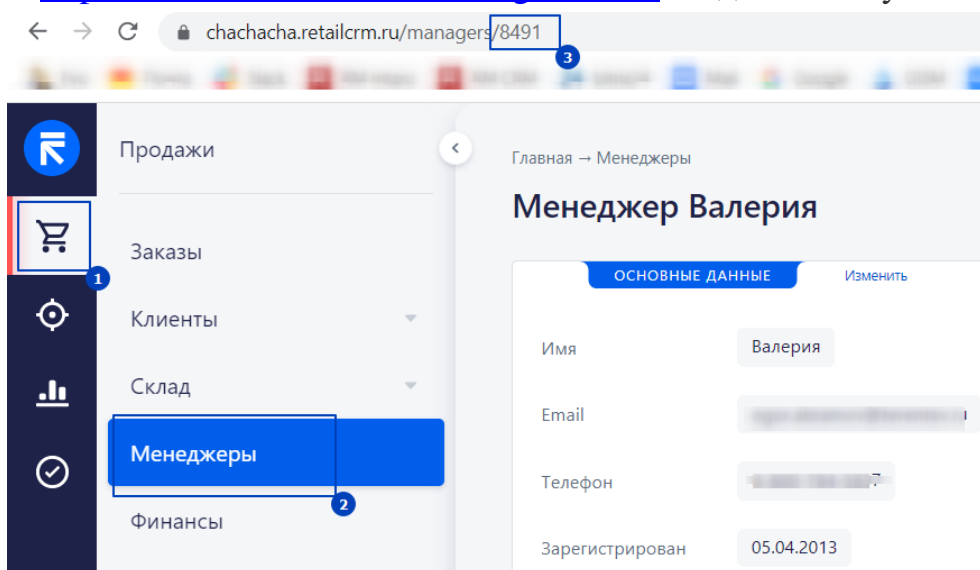 chachacha.retailcrm.ru/managers/8491
3
Продажи
Главная → Менеджеры
Менеджер Валерия
1
Заказы
ОСНОВНЫЕ ДАННЫЕ Изменить
Клиенты
Имя Валерия
Склад
Email
Менеджеры
2
Телефон
Финансы
Зарегистрирован 05.04.2013